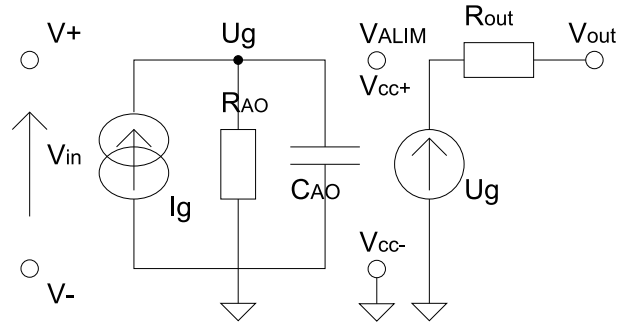 V+
Ug
VALIM
Rout
Vout
Vcc+
RAO
Vin
Ig
CAO
Ug
Vcc-
V-